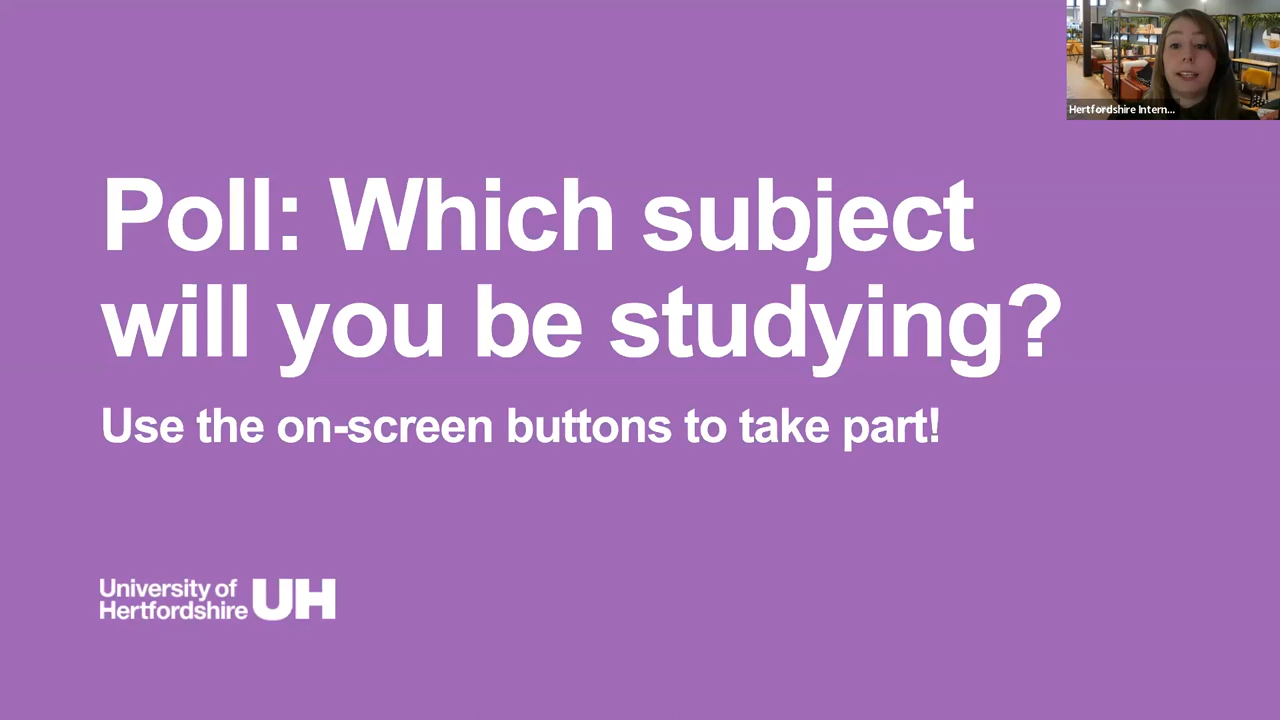 Hertfordshire Intern...
Poll: Which subject
will you be studying?
Use the on-screen buttons to take part!
University of
Hertfordshire UH